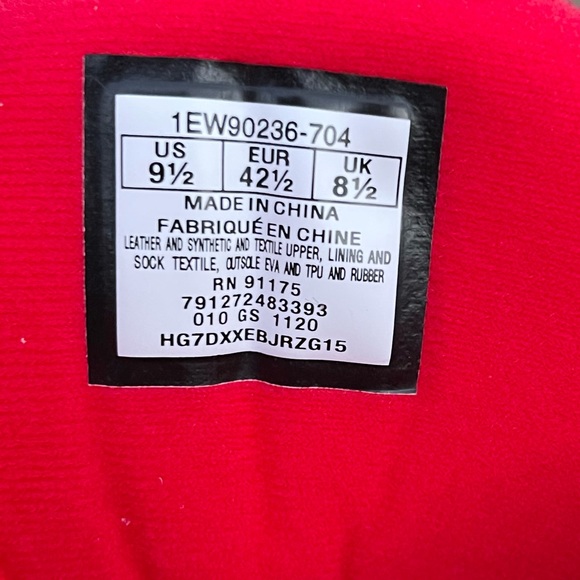 1EW90236-704
US EUR UK
9½ 42½ 8½
MADE IN CHINA
FABRIQUÉ EN CHINE
LEATHER AND SYNTHETIC AND TEXTILE UPPER, LINING AND
SOCK TEXTILE, OUTSOLE EVA AND TPU AND RUBBER
RN 91175
791272483393
010 GS 1120
HG7DXXEBJRZG15